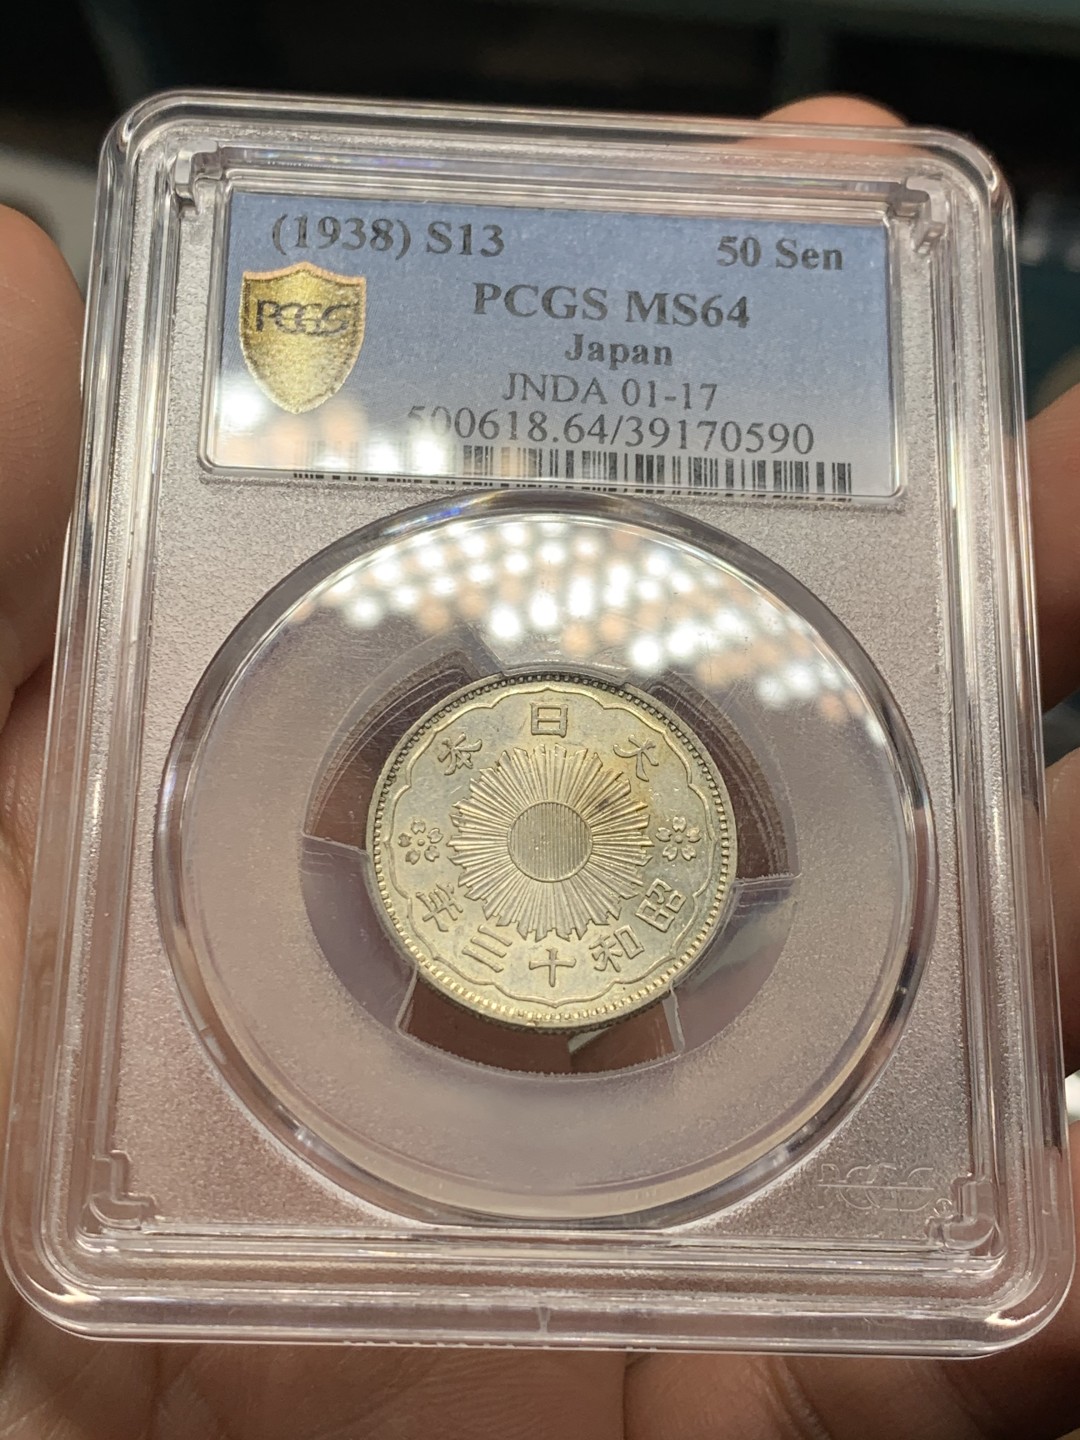 (1938) S13 50 Sen
PCGS MS64
PCGS
Japan
JNDA 01-17
500618.64/39170590
大日本
昭和十三年
PCGS